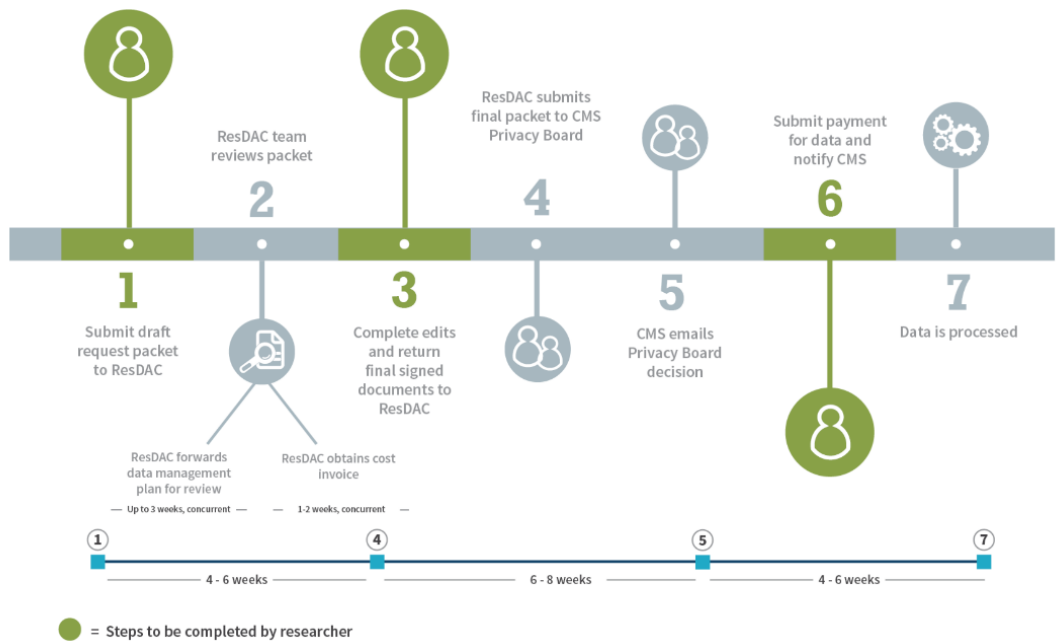 ResDAC team
reviews packet
2
ResDAC submits
final packet to CMS
Privacy Board
4
Submit payment
for data and
notify CMS
6
1
Submit draft
request packet
to ResDAC
3
Complete edits
and return
final signed
documents to
ResDAC
5
CMS emails
Privacy Board
decision
7
Data is processed
ResDAC forwards
data management
plan for review
Up to 3 weeks, concurrent
ResDAC obtains cost
invoice
1-2 weeks, concurrent
1
4
5
7
4 - 6 weeks
6 - 8 weeks
4 - 6 weeks
= Steps to be completed by researcher